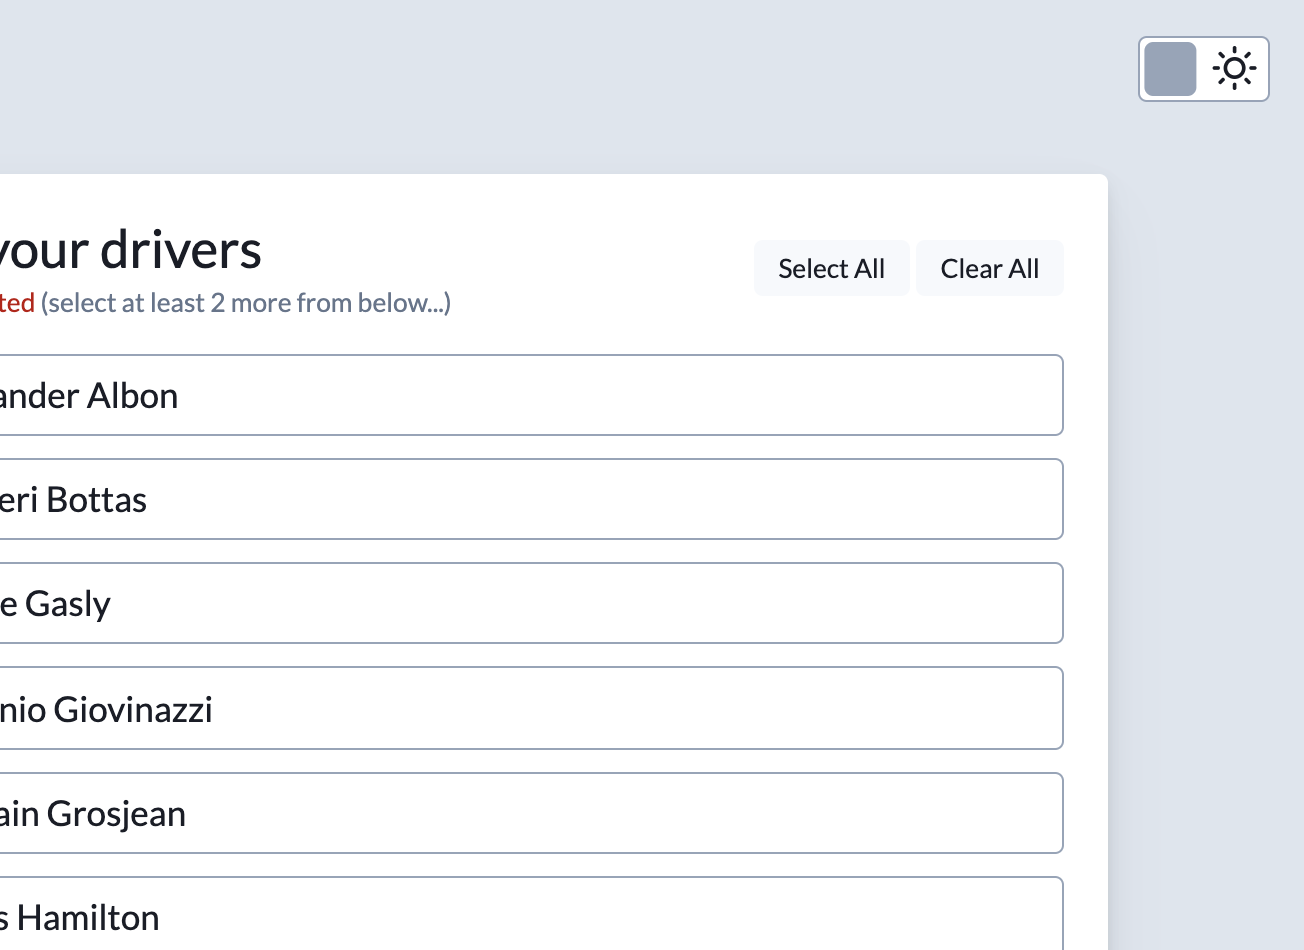 your drivers
Select All
Clear All
ted (select at least 2 more from below...)
ander Albon
eri Bottas
e Gasly
nio Giovinazzi
ain Grosjean
s Hamilton